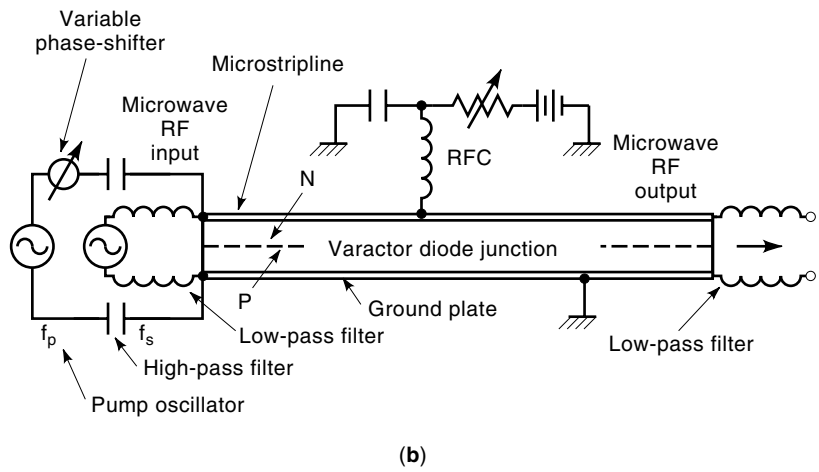 Variable
phase-shifter
Microstripline
Microwave
RF
input
RFC
Microwave
RF
output
N
Varactor diode junction
P
Ground plate
f_p
f_s
Low-pass filter
Low-pass filter
High-pass filter
Pump oscillator
(b)